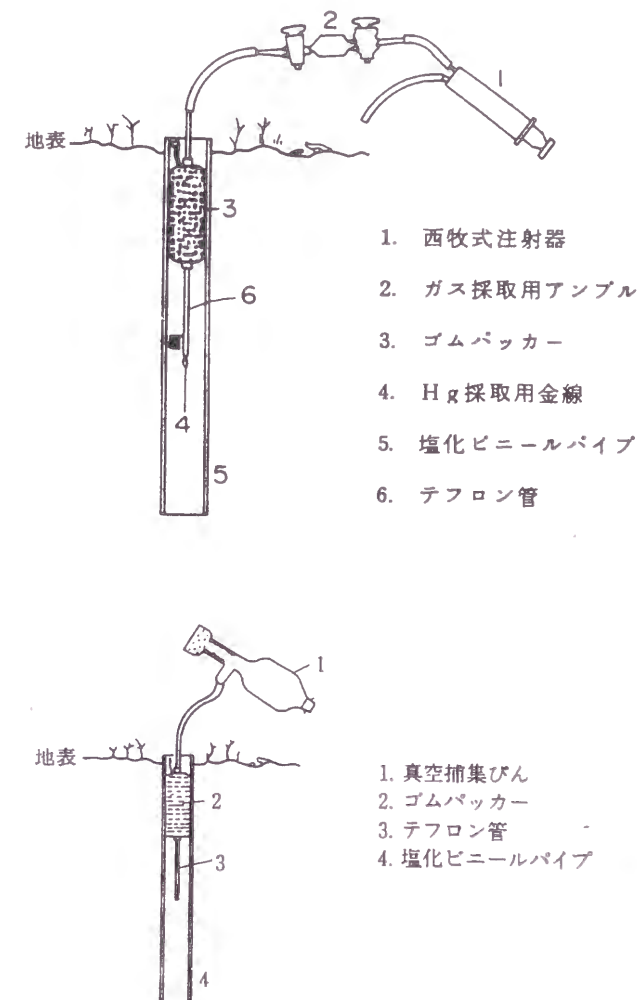 2
1
地表
3
6
4
5
1. 西牧式注射器
2. ガス採取用アンプル
3. ゴムパッカー
4. Hg採取用金線
5. 塩化ビニールパイプ
6. テフロン管
1
地表
2
3
4
1. 真空捕集びん
2. ゴムパッカー
3. テフロン管
4. 塩化ビニールパイプ